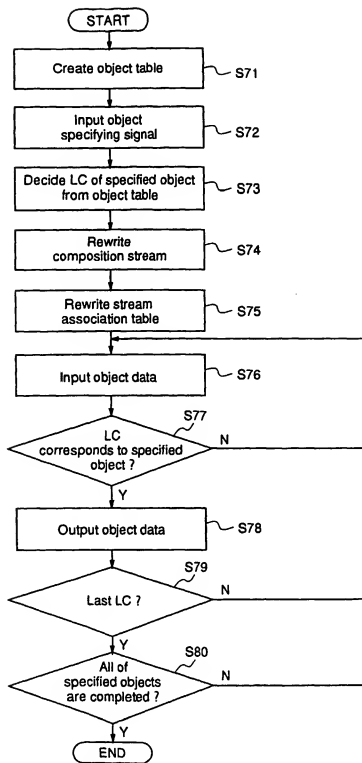 START
Create object table
S71
Input object
specifying signal
S72
Decide LC of specified object
from object table
S73
Rewrite
composition stream
S74
Rewrite stream
association table
S75
Input object data
S76
S77
LC
corresponds to specified
object ?
N
Y
Output object data
S78
S79
Last LC ?
N
Y
S80
All of
specified objects
are completed ?
N
Y
END